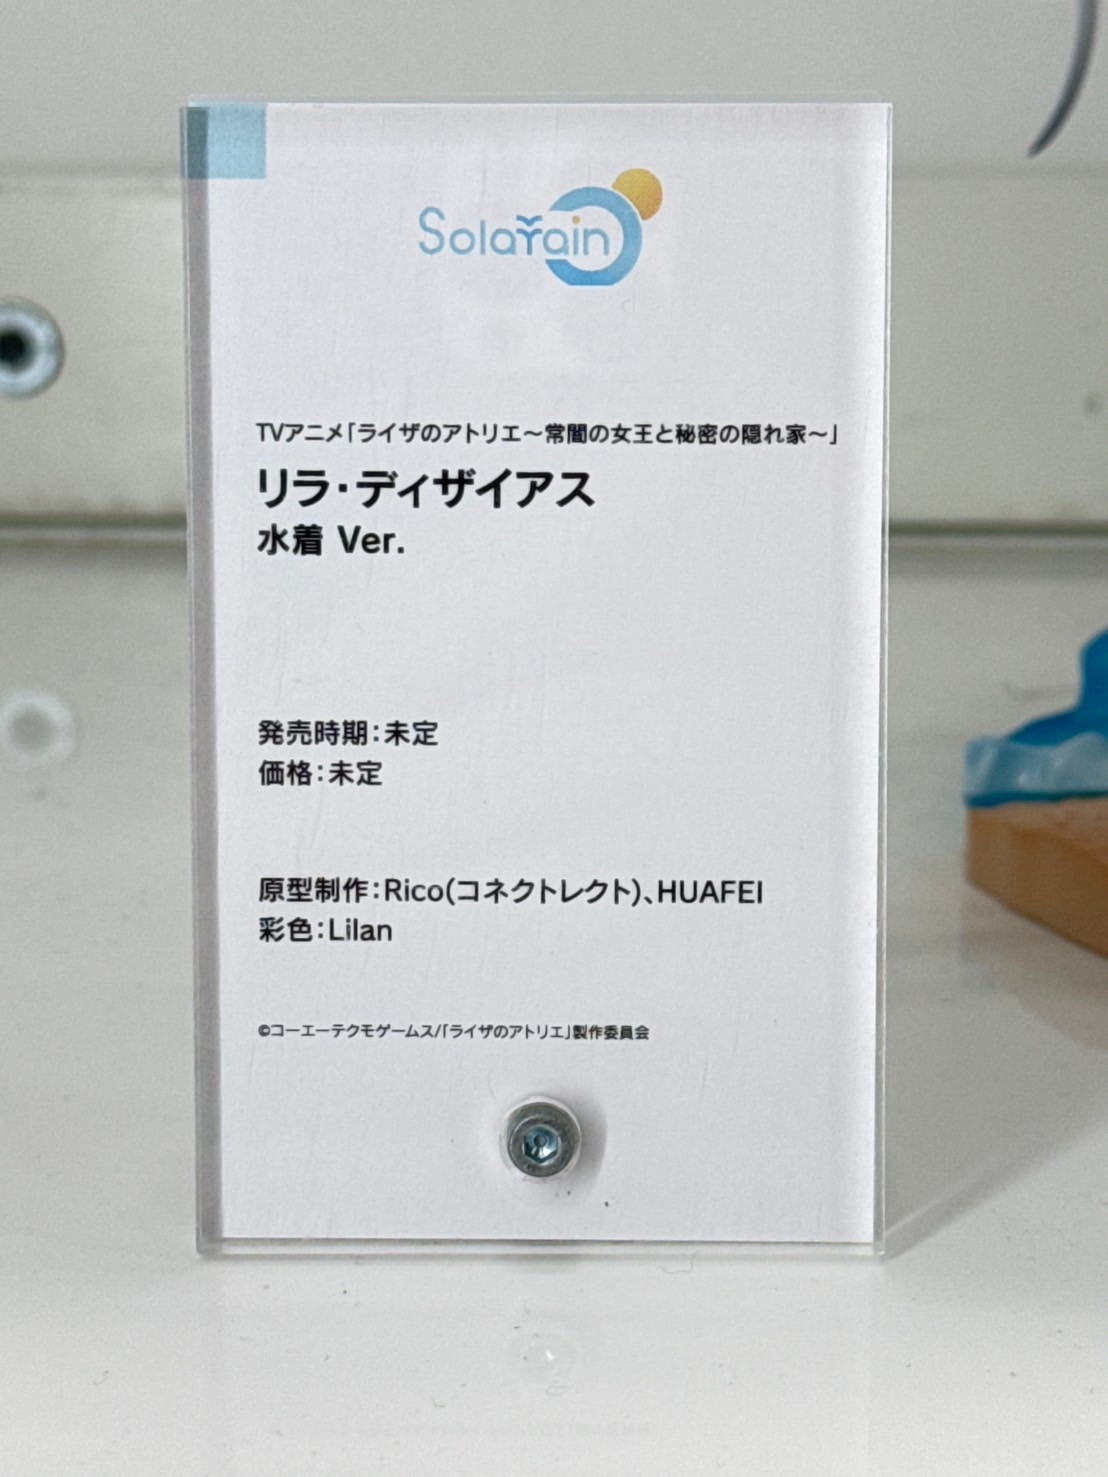 Solarain
TVアニメ「ライザのアトリエ～常闇の女王と秘密の隠れ家～」
リラ・ディザイアス
水着 Ver.
発売時期：未定
価格：未定
原型制作：Rico(コネクトレクト)、HUAFEI
彩色：Lilan
©コーエーテクモゲームス/「ライザのアトリエ」製作委員会